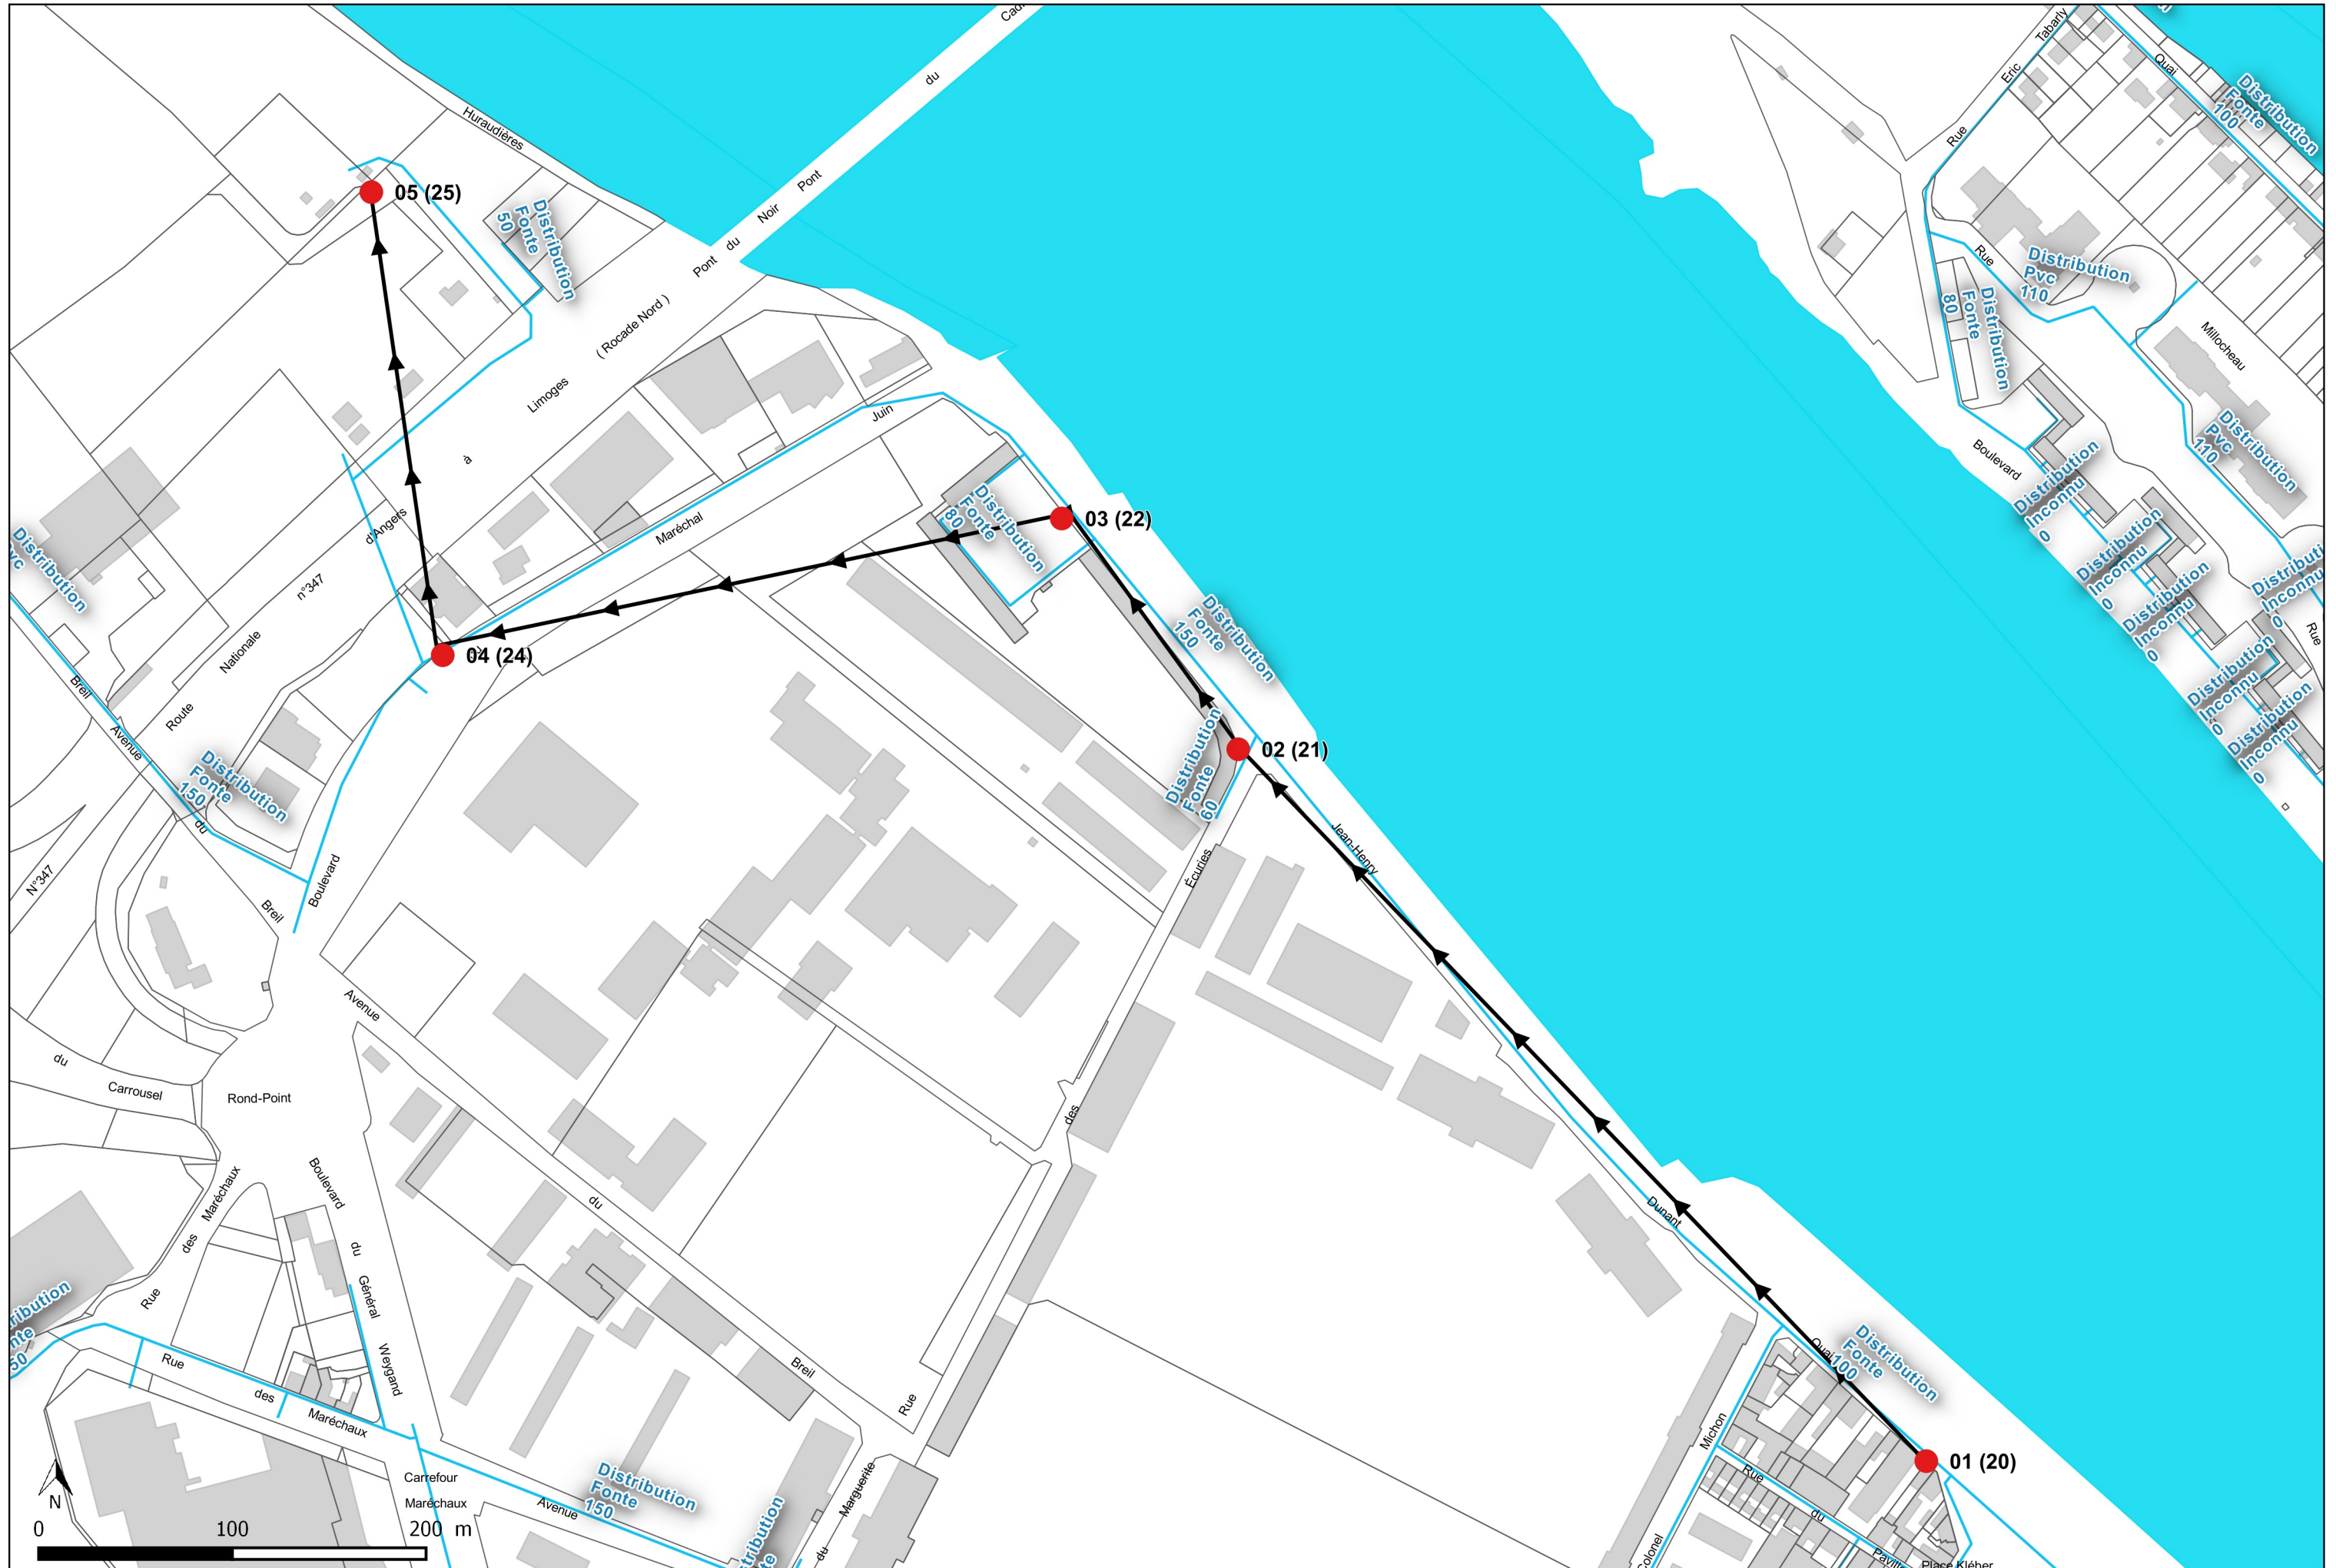 Pont
du
Noir
du
Pont
Huraudières
05 (25)
Distribution
Fonte
50
( Rocade Nord )
Limoges
à
d'Angers
n°347
Nationale
Route
Juin
Maréchal
Distribution
Fonte
80
03 (22)
04 (24)
Distribution
Fonte
150
02 (21)
Distribution
Fonte
60
Eric
Tabarly
Rue
Quai
Distribution
Fonte
100
Rue
Distribution
Pvc
110
Distribution
Fonte
80
Millocheau
Distribution
Pvc
110
Boulevard
Distribution
Inconnu
0
Distribution
Inconnu
0
Distribution
Inconnu
0
Distribution
Inconnu
0
Distribution
Inconnu
0
Inconnu
0
Rue
Distribution
Breil
Avenue
du
Distribution
Fonte
150
Boulevard
Breil
N°347
Écuries
Jean-Henry
Avenue
du
Carrousel
Rond-Point
des
Maréchaux
des
Rue
Boulevard
du
Général
Weygand
du
Breil
Rue
Dunant
Quai
Distribution
Fonte
100
01 (20)
Michon
Rue
du
Place Kléber
Rue
des
Maréchaux
Carrefour
Maréchaux
Avenue
Distribution
Fonte
150
Marguerite
du
N
0 100 200 m